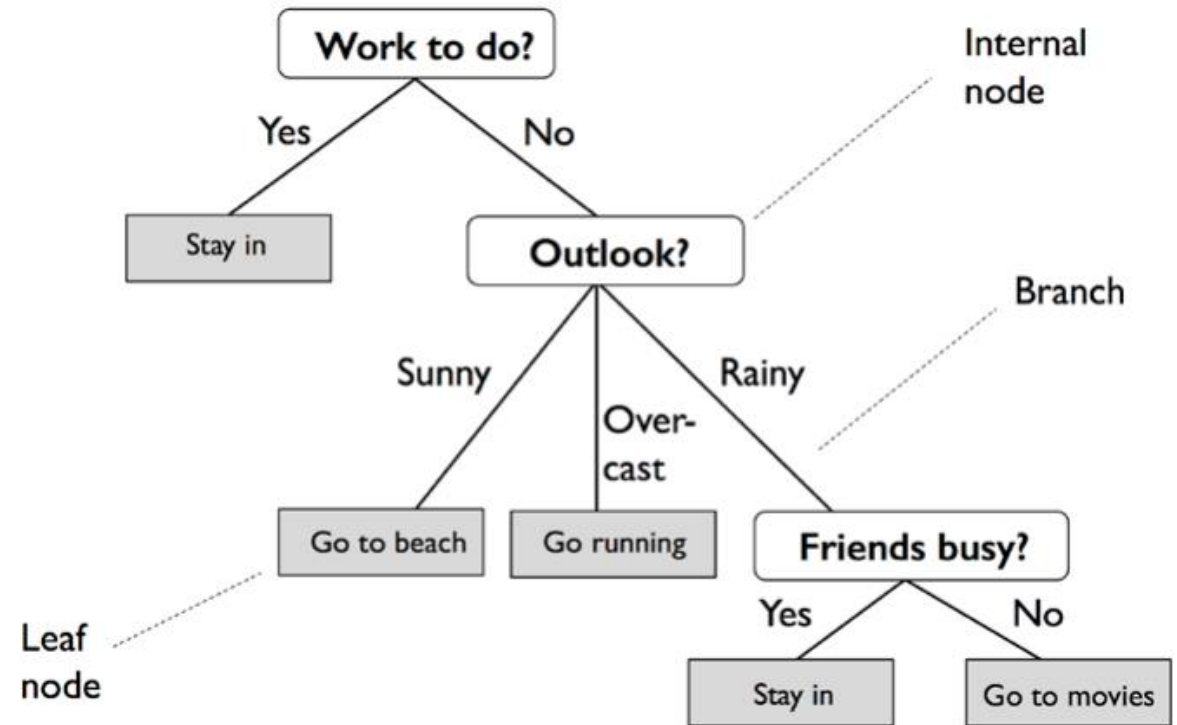 Work to do?
Internal
node
Yes
No
Stay in
Outlook?
Branch
Sunny
Rainy
Over-
cast
Go to beach
Go running
Friends busy?
Leaf
node
Yes
No
Stay in
Go to movies